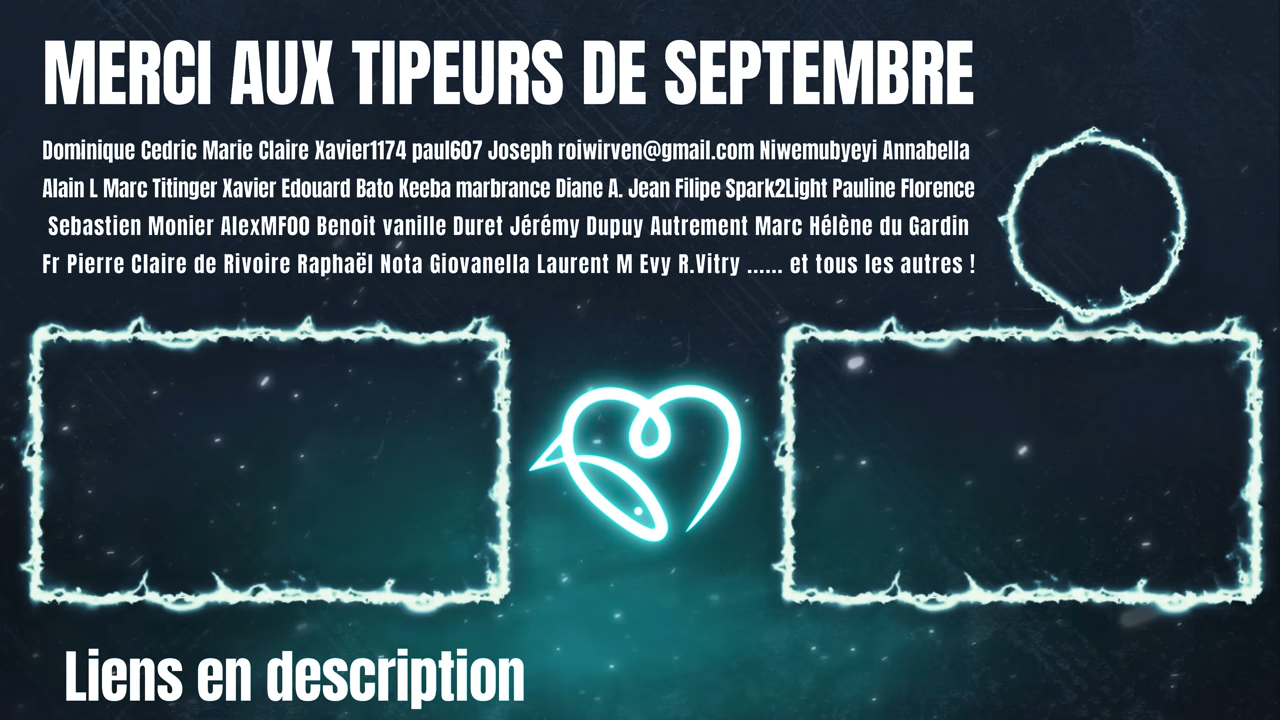 MERCI AUX TIPEURS DE SEPTEMBRE
Dominique Cedric Marie Claire Xavier1174 paul607 Joseph roiwirven@gmail.com Niwemubyeyi Annabella
Alain L Marc Titinger Xavier Edouard Bato Keeba marbrance Diane A. Jean Filipe Spark2Light Pauline Florence
Sebastien Monier AlexMF00 Benoit vanille Duret Jérémy Dupuy Autrement Marc Hélène du Gardin
Fr Pierre Claire de Rivoire Raphaël Nota Giovanella Laurent M Evy R.Vitry ...... et tous les autres !
Liens en description